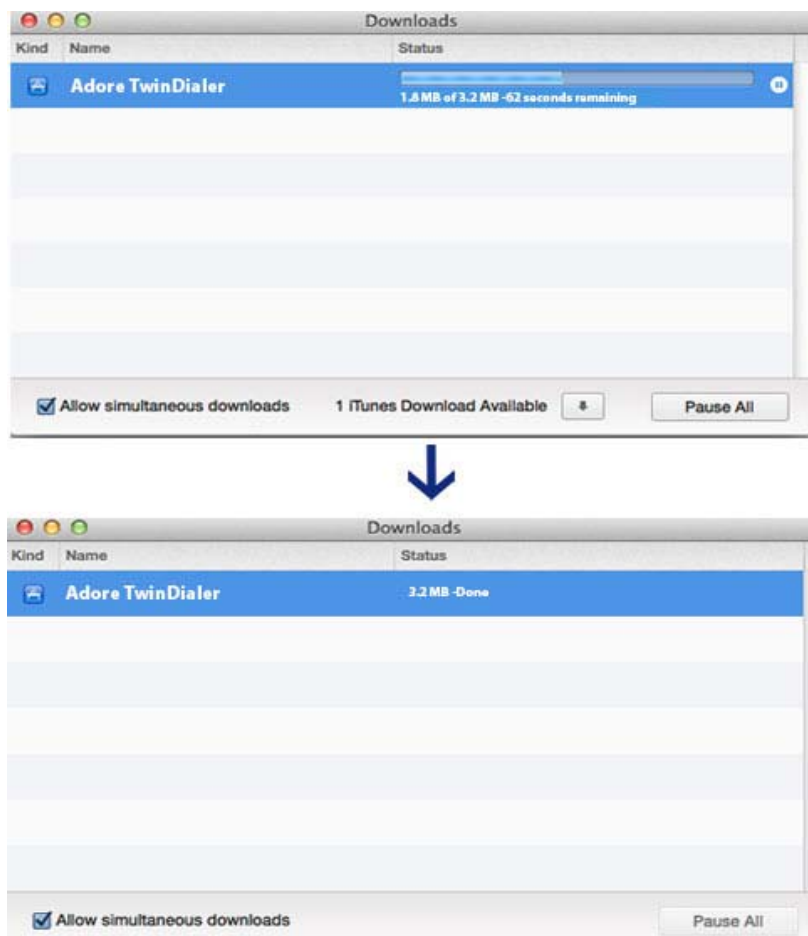 Downloads
Kind Name Status
Adore TwinDialer
1.8 MB of 3.2 MB -62 seconds remaining
Allow simultaneous downloads 1 iTunes Download Available Pause All
Downloads
Kind Name Status
Adore TwinDialer 3.2 MB -Done
Allow simultaneous downloads Pause All